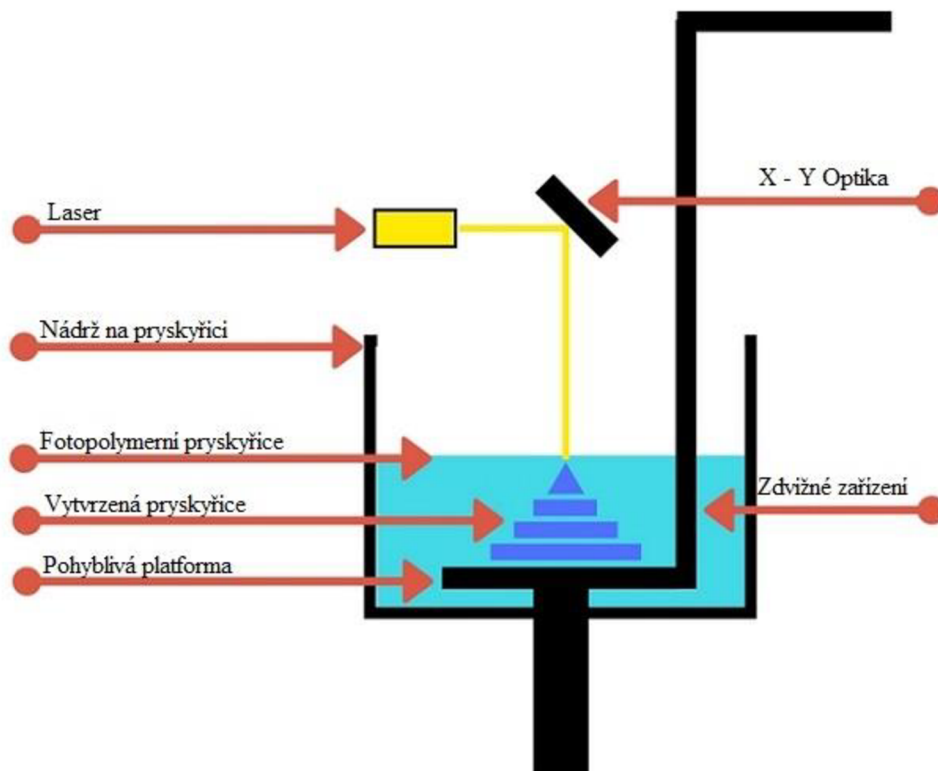 X - Y Optika
Laser
Nádrž na pryskyřici
Fotopolymerní pryskyřice
Vytvrzená pryskyřice
Zdvižné zařízení
Pohyblivá platforma